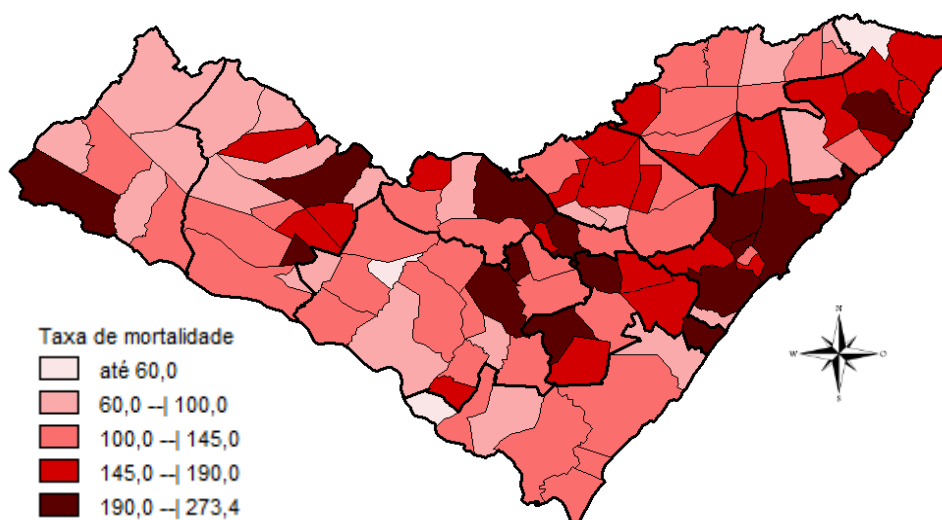 Taxa de mortalidade
até 60,0
60,0 --| 100,0
100,0 --| 145,0
145,0 --| 190,0
190,0 --| 273,4
N
W
O
S